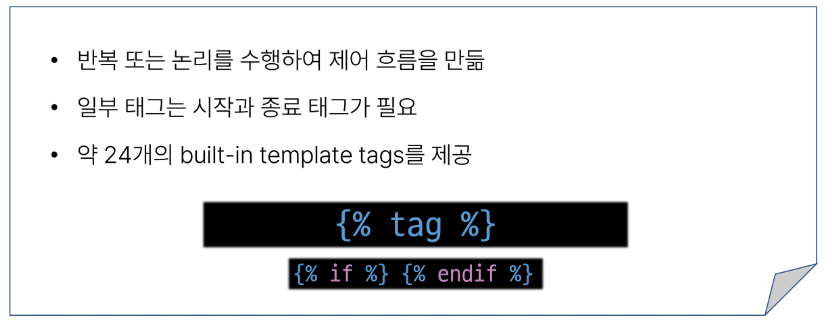 • 반복 또는 논리를 수행하여 제어 흐름을 만듦
• 일부 태그는 시작과 종료 태그가 필요
• 약 24개의 built-in template tags를 제공
{% tag %}
{% if %} {% endif %}